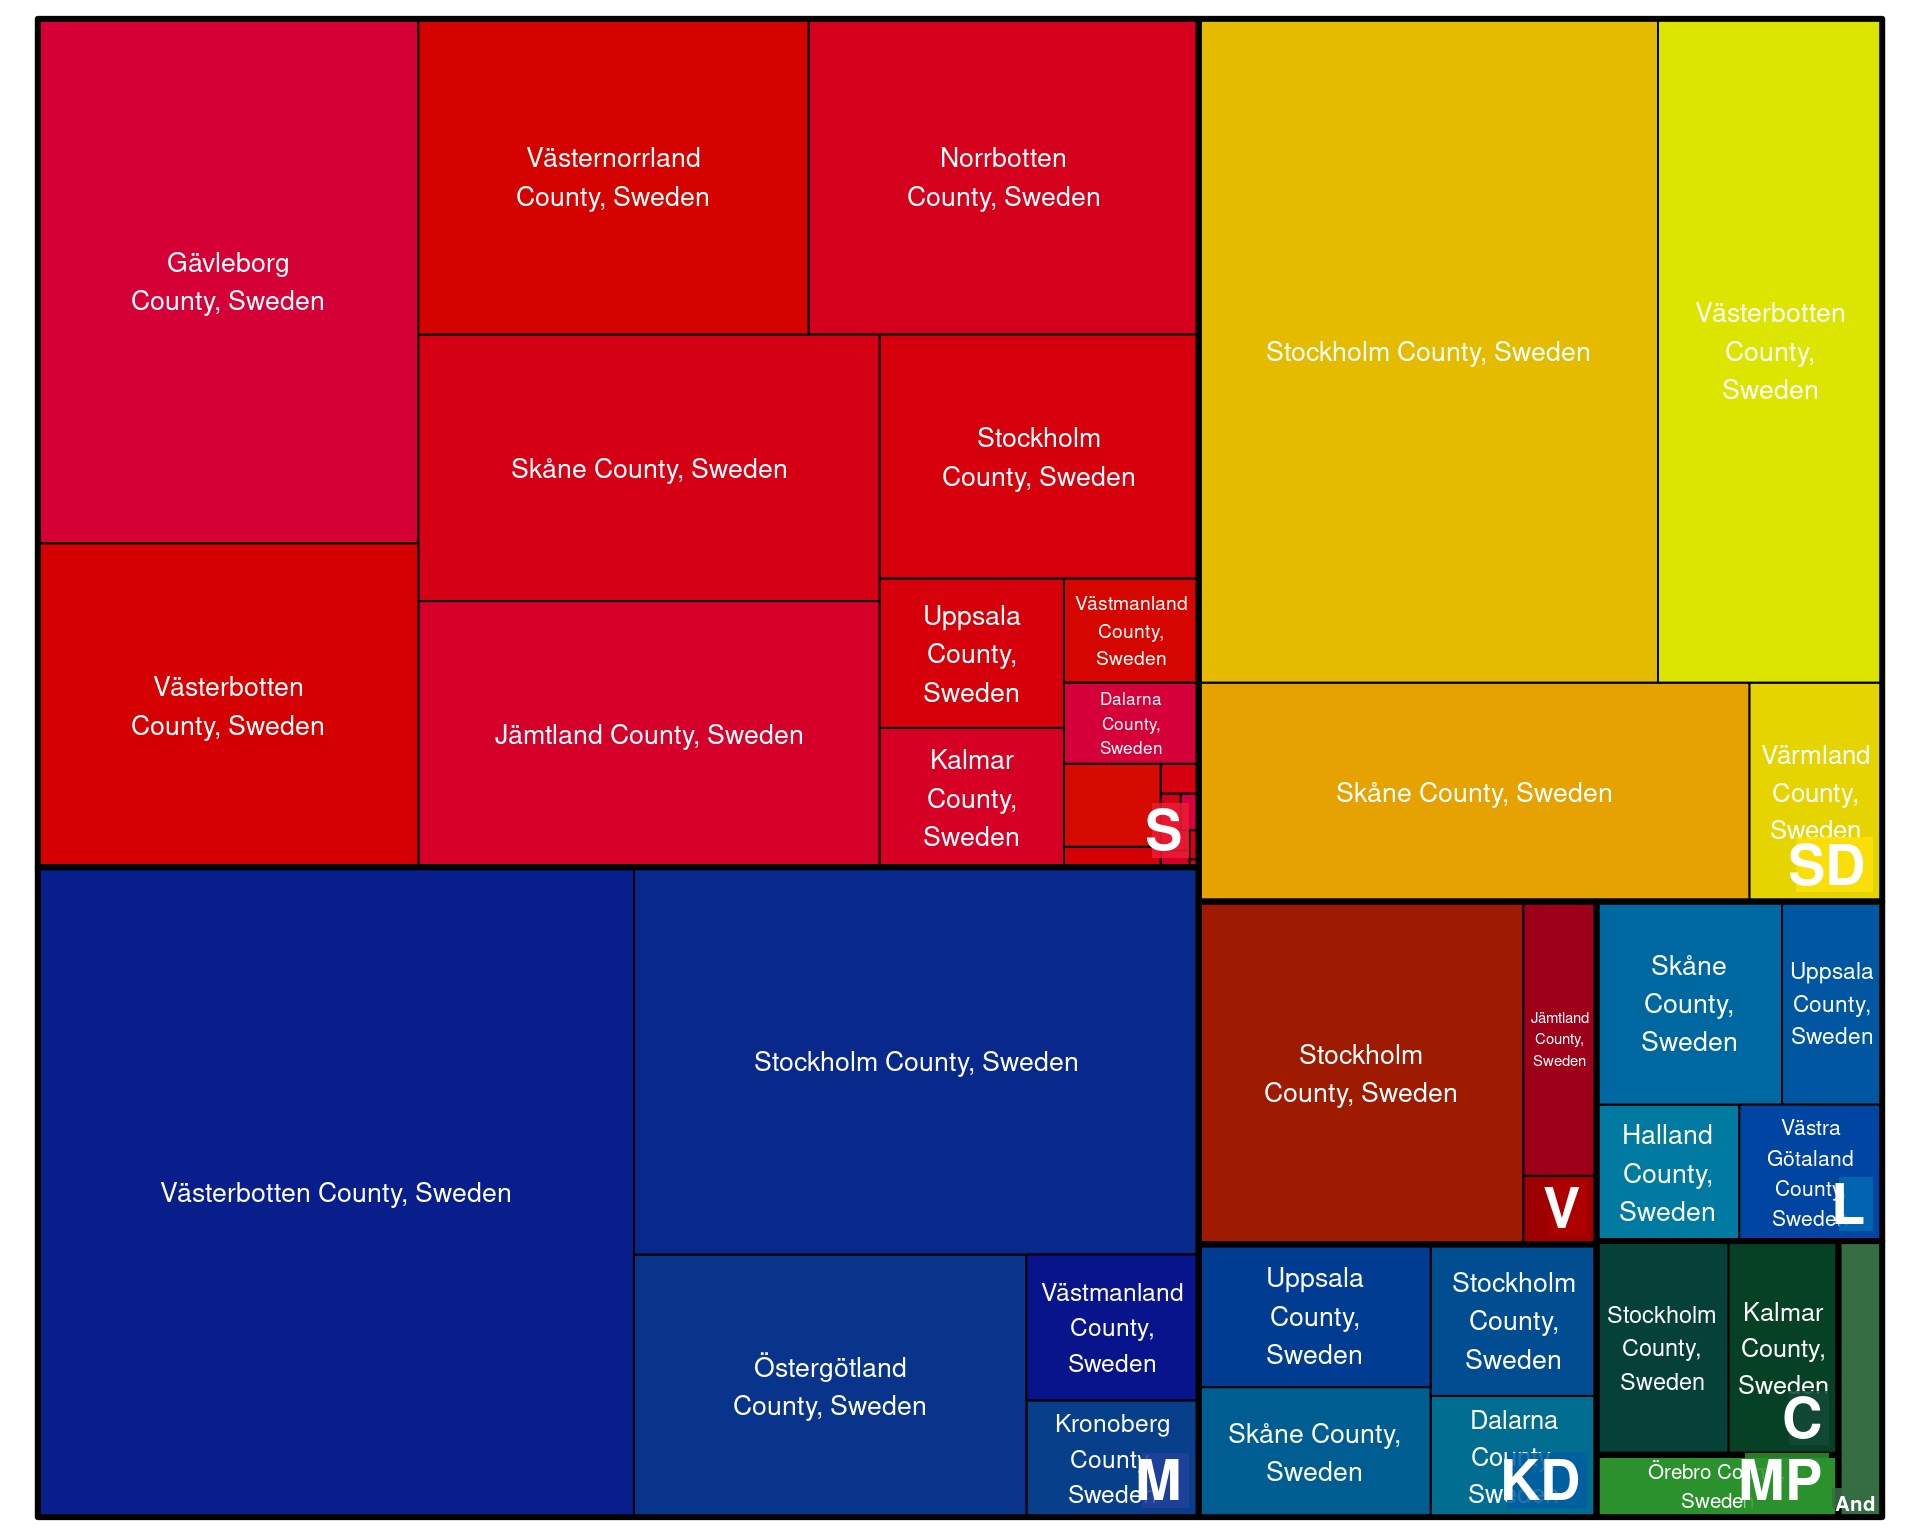 Gävleborg
County, Sweden
Västernorrland
County, Sweden
Norrbotten
County, Sweden
Skåne County, Sweden
Stockholm
County, Sweden
Västerbotten
County, Sweden
Jämtland County, Sweden
Uppsala
County,
Sweden
Västmanland
County,
Sweden
Dalarna
County,
Sweden
Kalmar
County,
Sweden
S
Stockholm County, Sweden
Västerbotten
County,
Sweden
Skåne County, Sweden
Värmland
County,
Sweden
SD
Västerbotten County, Sweden
Stockholm County, Sweden
Östergötland
County, Sweden
Västmanland
County,
Sweden
Kronoberg
County
Sweden
M
Stockholm
County, Sweden
Jämtland
County,
Sweden
V
Skåne
County,
Sweden
Uppsala
County,
Sweden
Halland
County,
Sweden
Västra
Götaland
County,
Sweden
L
Uppsala
County,
Sweden
Stockholm
County,
Sweden
Skåne County,
Sweden
Dalarna
County,
Sweden
KD
Stockholm
County,
Sweden
Kalmar
County,
Sweden
C
Örebro Co
Sweden
MP
And